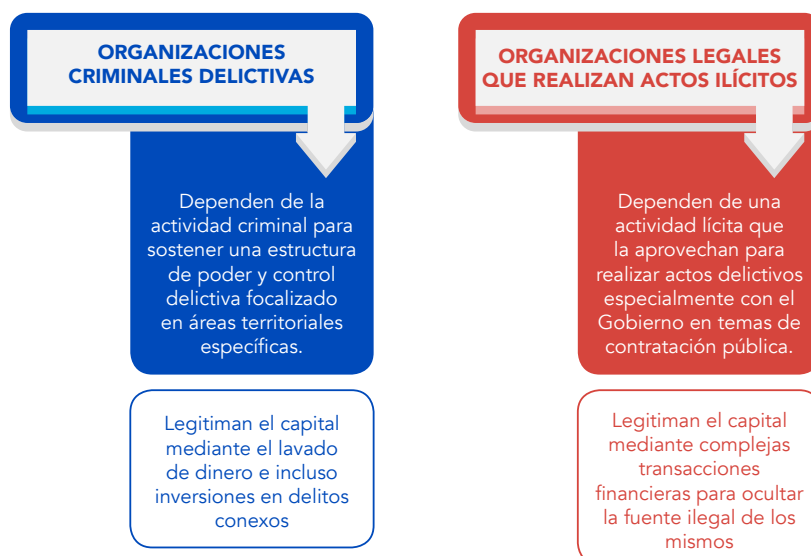 ORGANIZACIONES
CRIMINALES DELICTIVAS
Dependen de la
actividad criminal para
sostener una estructura
de poder y control
delictiva focalizado
en áreas territoriales
específicas.
Legitiman el capital
mediante el lavado
de dinero e incluso
inversiones en delitos
conexos
ORGANIZACIONES LEGALES
QUE REALIZAN ACTOS ILÍCITOS
Dependen de una
actividad lícita que
la aprovechan para
realizar actos delictivos
especialmente con el
Gobierno en temas de
contratación pública.
Legitiman el capital
mediante complejas
transacciones
financieras para ocultar
la fuente ilegal de los
mismos